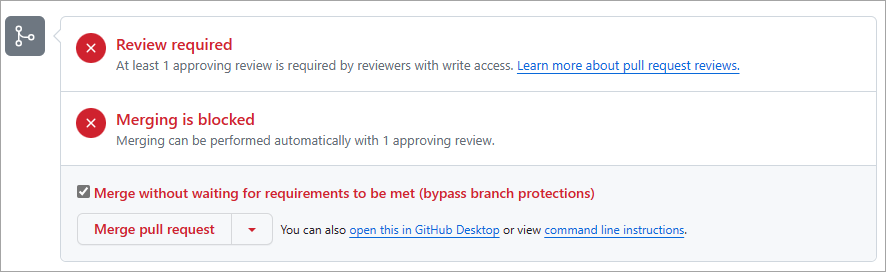 Review required
At least 1 approving review is required by reviewers with write access. Learn more about pull request reviews.
Merging is blocked
Merging can be performed automatically with 1 approving review.
Merge without waiting for requirements to be met (bypass branch protections)
Merge pull request You can also open this in GitHub Desktop or view command line instructions.